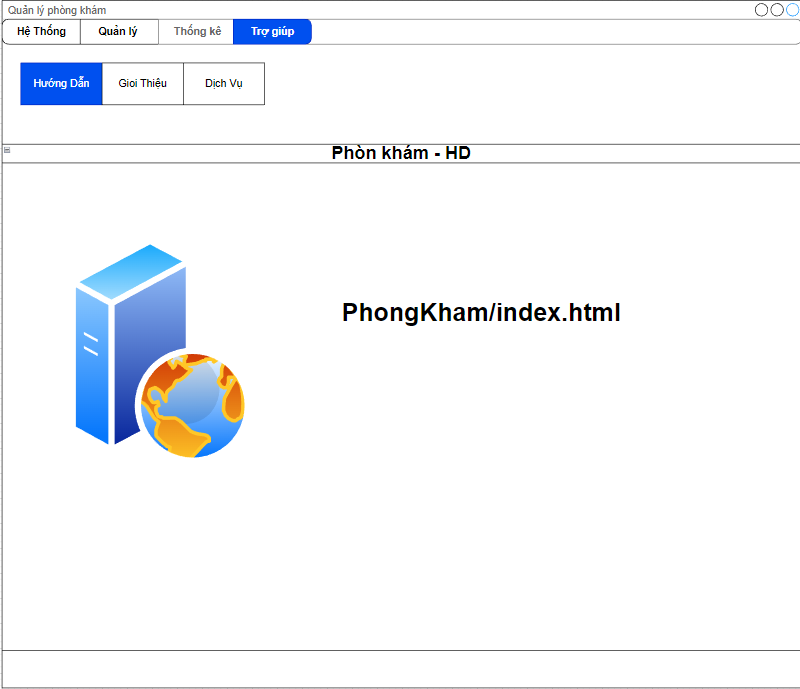 Quản lý phòng khám
Hệ Thống Quản lý Thống kê Trợ giúp
Hướng Dẫn Gioi Thiệu Dịch Vụ
Phòn khám - HD
PhongKham/index.html